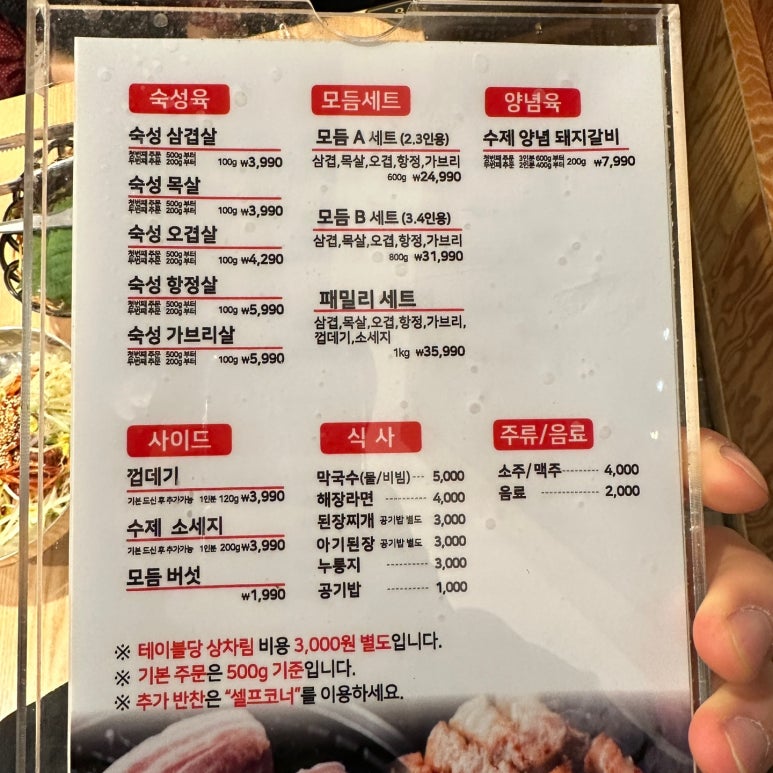 숙성육
숙성 삼겹살
첫번째 주문 500g 부터
두번째 주문 200g 부터
100g ₩3,990
숙성 목살
첫번째 주문 500g 부터
두번째 주문 200g 부터
100g ₩3,990
숙성 오겹살
첫번째 주문 500g 부터
두번째 주문 200g 부터
100g ₩4,290
숙성 항정살
첫번째 주문 500g 부터
두번째 주문 200g 부터
100g ₩5,990
숙성 가브리살
첫번째 주문 500g 부터
두번째 주문 200g 부터
100g ₩5,990
모듬세트
모듬 A 세트 (2.3인용)
삼겹,목살,오겹,항정,가브리
600g ₩24,990
모듬 B 세트 (3.4인용)
삼겹,목살,오겹,항정,가브리
800g ₩31,990
패밀리 세트
삼겹,목살,오겹,항정,가브리,
껍데기,소세지
1kg ₩35,990
양념육
수제 양념 돼지갈비
첫번째 주문 3인분 600g 부터
두번째 주문 2인분 400g 부터
200g ₩7,990
사이드
껍데기
기본 드신 후 추가가능 1인분 120g ₩3,990
수제 소세지
기본 드신 후 추가가능 1인분 200g ₩3,990
모듬 버섯
₩1,990
식 사
막국수(물/비빔)--- 5,000
해장라면 ---------- 4,000
된장찌개 공기밥 별도 3,000
아기된장 공기밥 별도 3,000
누룽지 ---------- 3,000
공기밥 ---------- 1,000
주류/음료
소주/맥주---------- 4,000
음료 ---------------- 2,000
※ 테이블당 상차림 비용 3,000원 별도입니다.
※ 기본 주문은 500g 기준입니다.
※ 추가 반찬은 “셀프코너”를 이용하세요.